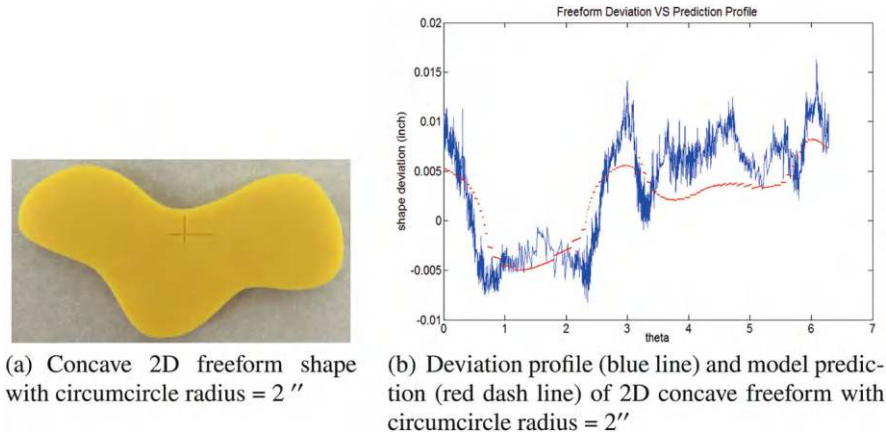 Freeform Deviation VS Prediction Profile
0.02
0.015
0.01
0.005
0
-0.005
-0.01
shape deviation (inch)
0 1 2 3 4 5 6 7
theta
(a) Concave 2D freeform shape
with circumcircle radius = 2 ″
(b) Deviation profile (blue line) and model predic-
tion (red dash line) of 2D concave freeform with
circumcircle radius = 2″